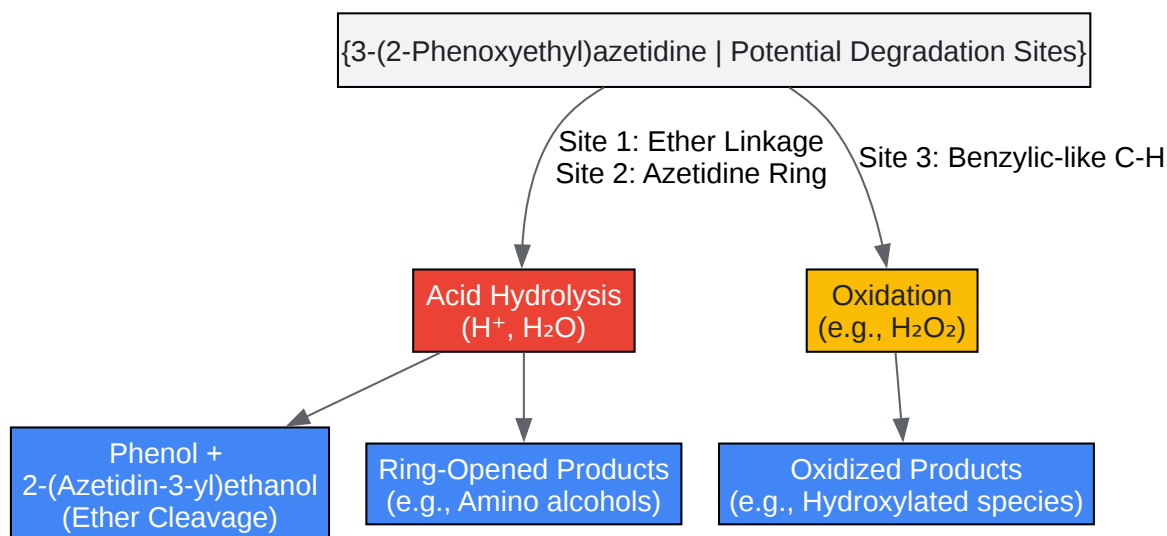 {3-(2-Phenoxyethyl)azetidine | Potential Degradation Sites}
Site 1: Ether Linkage
Site 2: Azetidine Ring
Site 3: Benzylic-like C-H
Acid Hydrolysis
(H⁺, H₂O)
Oxidation
(e.g., H₂O₂)
Phenol +
2-(Azetidin-3-yl)ethanol
(Ether Cleavage)
Ring-Opened Products
(e.g., Amino alcohols)
Oxidized Products
(e.g., Hydroxylated species)